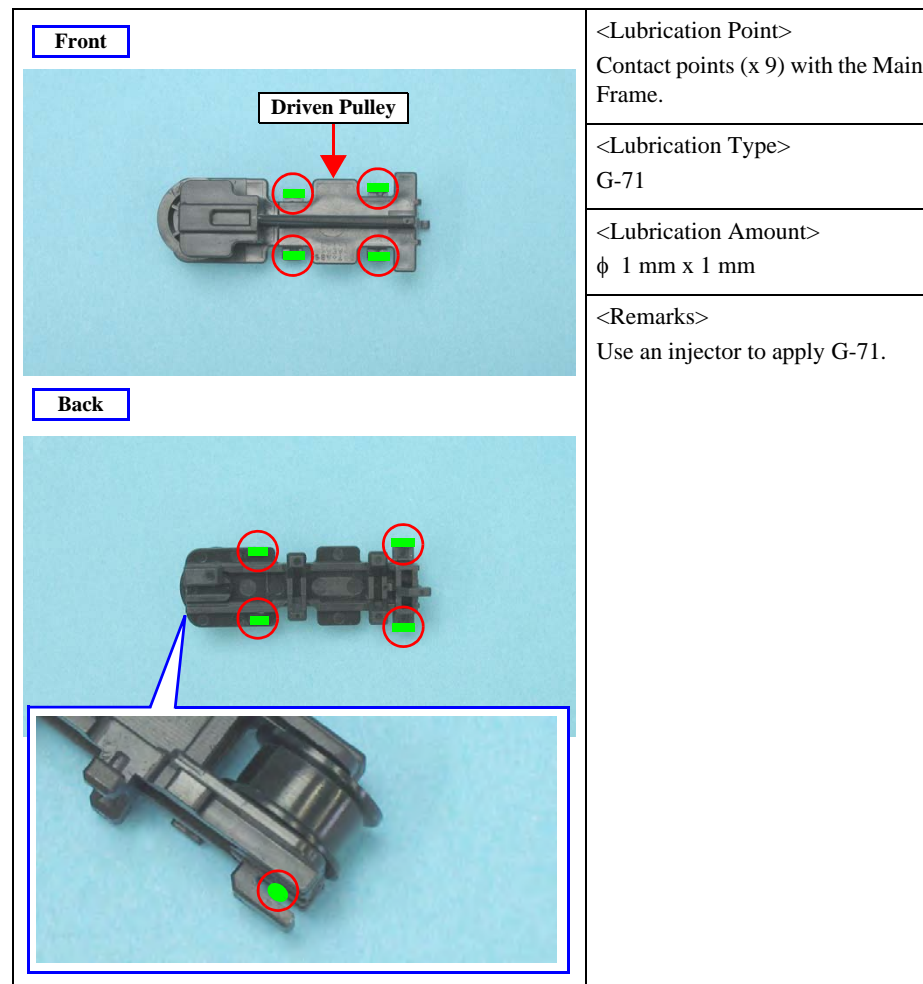 Front
Driven Pulley
Back
<Lubrication Point>
Contact points (x 9) with the Main
Frame.
<Lubrication Type>
G-71
<Lubrication Amount>
ϕ 1 mm x 1 mm
<Remarks>
Use an injector to apply G-71.